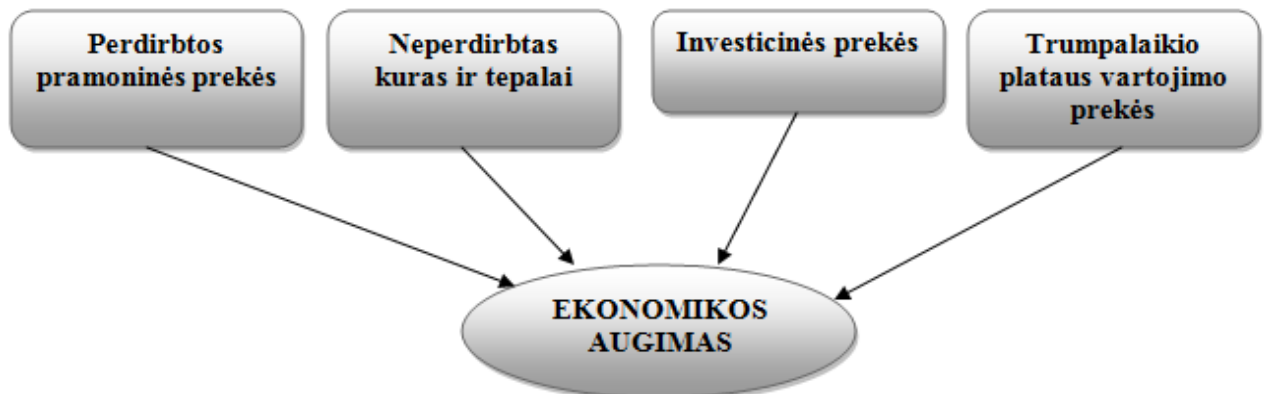 Perdirbtos
pramoninės prekės
Neperdirbtas
kuras ir tepalai
Investicinės prekės
Trumpalaikio
plataus vartojimo
prekės
EKONOMIKOS
AUGIMAS